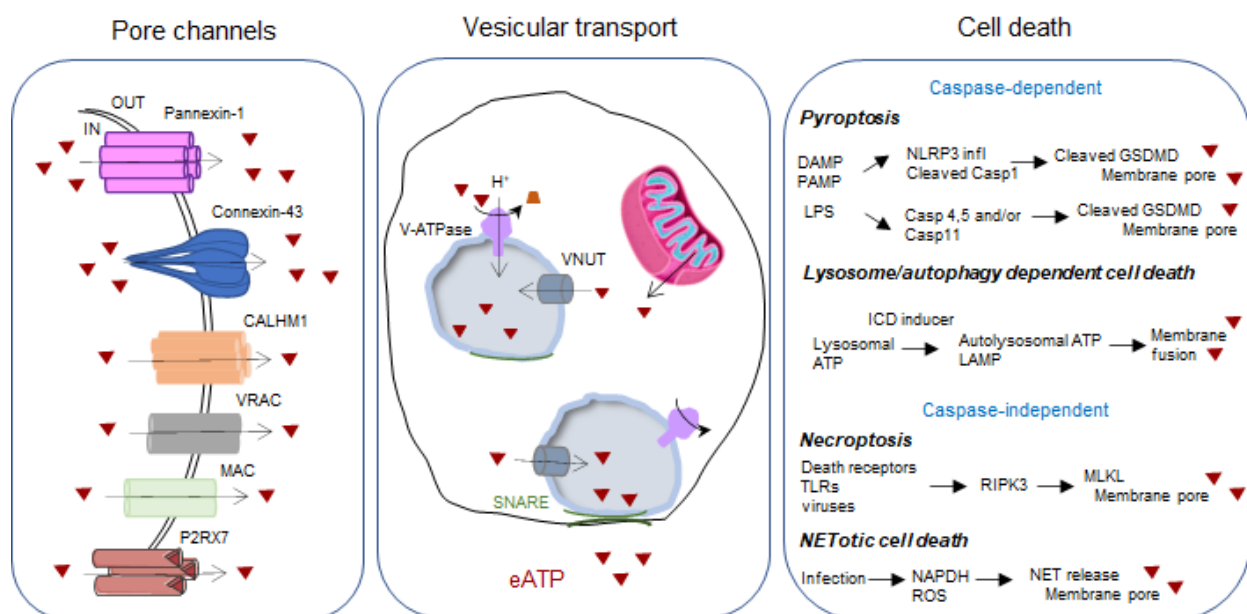 Pore channels
OUT
IN
Pannexin-1
Connexin-43
CALHM1
VRAC
MAC
P2RX7
Vesicular transport
H⁺
V-ATPase
VNUT
SNARE
eATP
Cell death
Caspase-dependent
Pyroptosis
DAMP
PAMP
NLRP3 infl
Cleaved Casp1
Cleaved GSDMD
Membrane pore
LPS
Casp 4,5 and/or
Casp11
Cleaved GSDMD
Membrane pore
Lysosome/autophagy dependent cell death
ICD inducer
Lysosomal
ATP
Autolysosomal ATP
LAMP
Membrane
fusion
Caspase-independent
Necroptosis
Death receptors
TLRs
viruses
RIPK3
MLKL
Membrane pore
NETotic cell death
Infection
NAPDH
ROS
NET release
Membrane pore